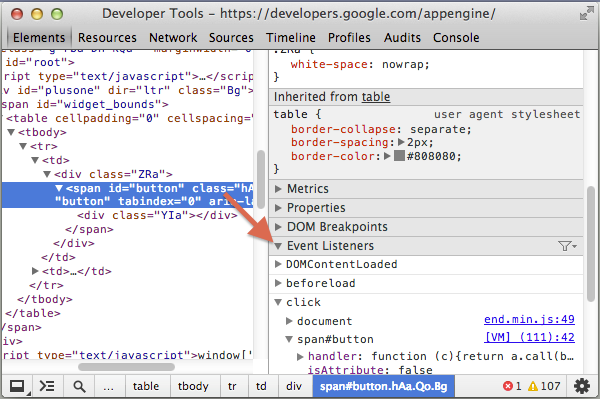 Developer Tools - https://developers.google.com/appengine/
Elements Resources Network Sources Timeline Profiles Audits Console
id="root">
ript type="text/javascript">…</script>
v id="plusone" dir="ltr" class="Bg">
span id="widget_bounds">
<table cellpadding="0" cellspacing=
▼<tbody>
▼<tr>
▼<td>
▼<div class="ZRa">
▼<span id="button" class="hA
"button" tabindex="0" aria-la
<div class="YIa"></div>
</span>
</div>
</td>
▶<td>…</td>
</tr>
</tbody>
</table>
/span>
div>
ript type="text/javascript">window['
.ZRa {
white-space: nowrap;
}
Inherited from table
table { user agent stylesheet
border-collapse: separate;
border-spacing: ▶2px;
border-color: #808080;
}
▶ Metrics
▶ Properties
▶ DOM Breakpoints
▼ Event Listeners
▶ DOMContentLoaded
▶ beforeload
▼ click
▶ document end.min.js:49
▼ span#button [VM] (111):42
▶ handler: function (c){return a.call(b…
isAttribute: false
... table tbody tr td div span#button.hAa.Qo.Bg 1 107